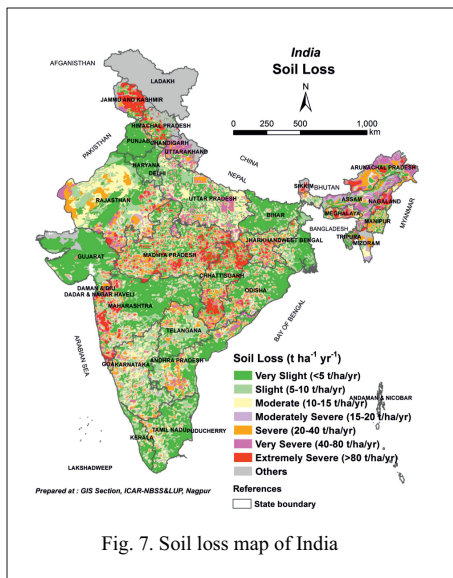 India
Soil Loss
N
0 250 500 1,000
km
AFGANISTHAN
LADAKH
JAMMU AND KASHMIR
HIMACHAL PRADESH
PAKISTHAN
PUNJAB
CHANDIGARH
UTTARAKHAND
CHINA
HARYANA
DELHI
NEPAL
ARUNACHAL PRADESH
SIKKIM
BHUTAN
RAJASTHAN
UTTAR PRADESH
ASSAM
NAGALAND
BIHAR
MEGHALAYA
MANIPUR
MYANMAR
BANGLADESH
JHARKHAND
WEST BENGAL
TRIPURA
MIZORAM
GUJARAT
MADHYA PRADESH
CHHATTISGARH
DAMAN & DIU
DADAR & NAGAR HAVELI
ODISHA
MAHARASHTRA
BAY OF BENGAL
TELANGANA
ARABIAN SEA
GOA
KARNATAKA
ANDHRA PRADESH
ANDAMAN & NICOBAR
TAMIL NADU
PUDUCHERRY
KERALA
LAKSHADWEEP
Soil Loss (t ha-1 yr-1)
Very Slight (<5 t/ha/yr)
Slight (5-10 t/ha/yr)
Moderate (10-15 t/ha/yr)
Moderately Severe (15-20 t/ha/yr)
Severe (20-40 t/ha/yr)
Very Severe (40-80 t/ha/yr)
Extremely Severe (>80 t/ha/yr)
Others
References
State boundary
Prepared at : GIS Section, ICAR-NBSS&LUP, Nagpur
Fig. 7. Soil loss map of India